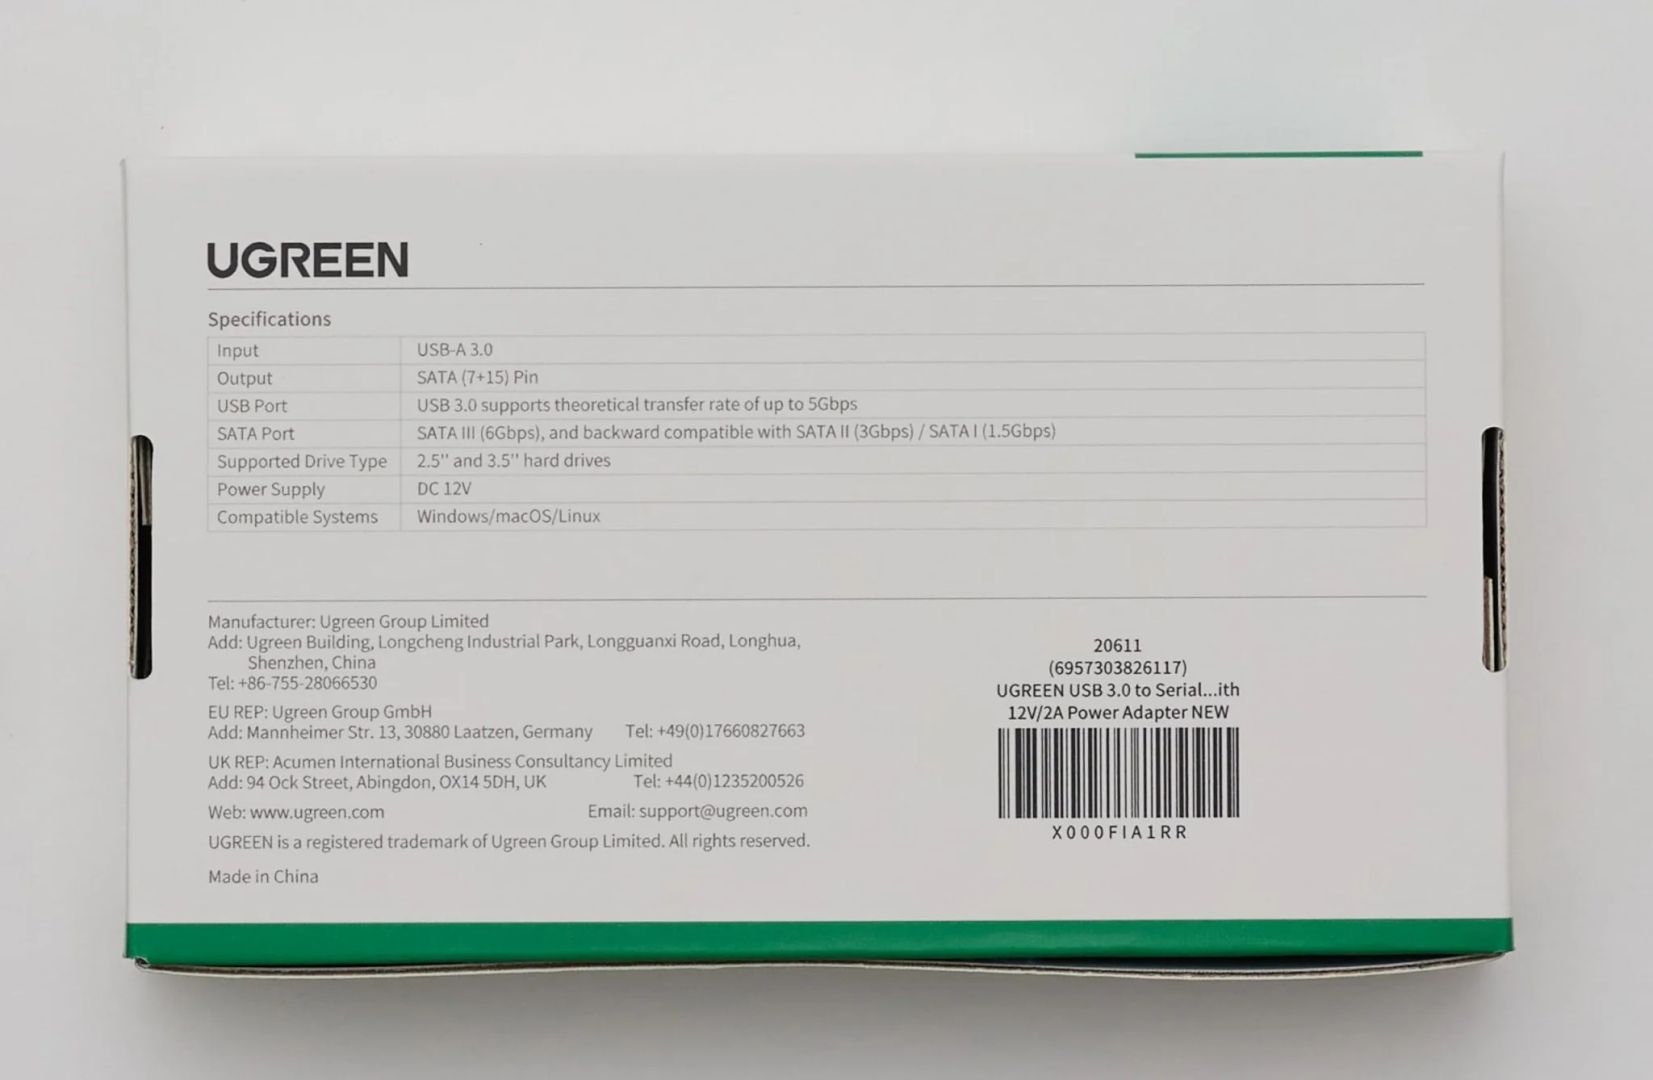 UGREEN
Specifications
Input USB-A 3.0
Output SATA (7+15) Pin
USB Port USB 3.0 supports theoretical transfer rate of up to 5Gbps
SATA Port SATA III (6Gbps), and backward compatible with SATA II (3Gbps) / SATA I (1.5Gbps)
Supported Drive Type 2.5'' and 3.5'' hard drives
Power Supply DC 12V
Compatible Systems Windows/macOS/Linux
Manufacturer: Ugreen Group Limited
Add: Ugreen Building, Longcheng Industrial Park, Longguanxi Road, Longhua,
Shenzhen, China
Tel: +86-755-28066530
EU REP: Ugreen Group GmbH
Add: Mannheimer Str. 13, 30880 Laatzen, Germany Tel: +49(0)17660827663
UK REP: Acumen International Business Consultancy Limited
Add: 94 Ock Street, Abingdon, OX14 5DH, UK Tel: +44(0)1235200526
Web: www.ugreen.com Email: support@ugreen.com
UGREEN is a registered trademark of Ugreen Group Limited. All rights reserved.
Made in China
20611
(6957303826117)
UGREEN USB 3.0 to Serial...ith
12V/2A Power Adapter NEW
X000FIA1RR